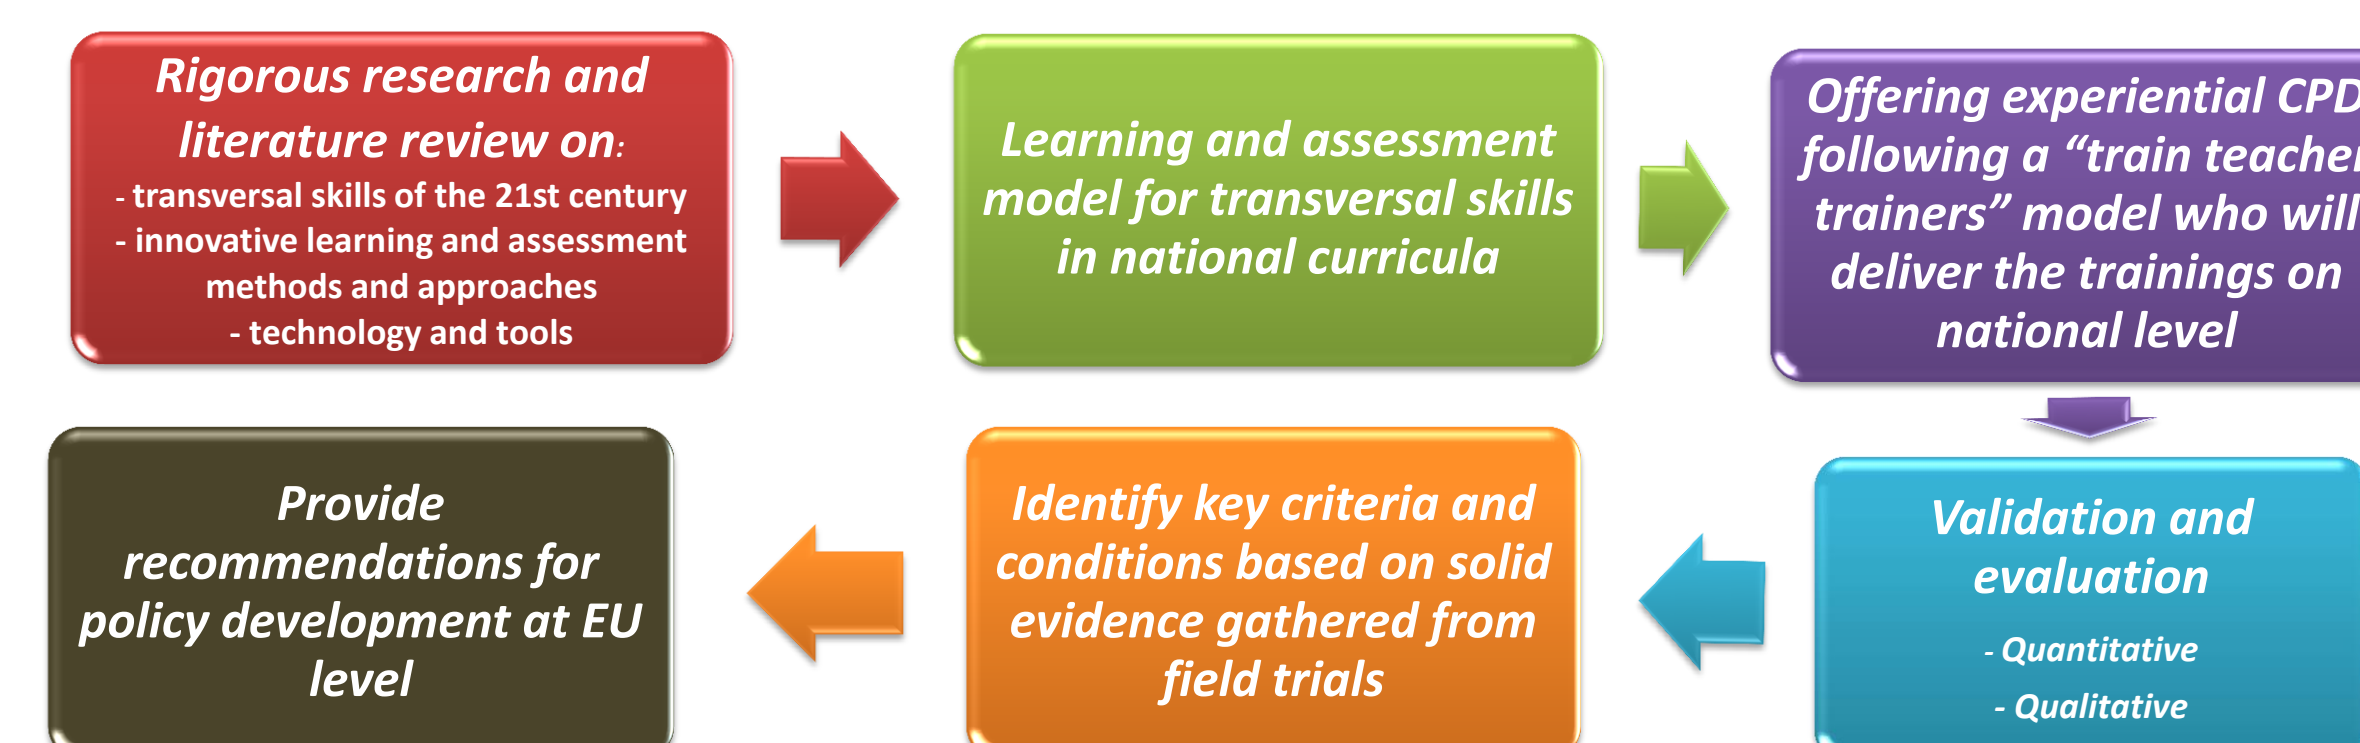 Rigorous research and
literature review on:
- transversal skills of the 21st century
- innovative learning and assessment
methods and approaches
- technology and tools
Learning and assessment
model for transversal skills
in national curricula
Offering experiential CPD
following a “train teacher
trainers” model who will
deliver the trainings on
national level
Validation and
evaluation
- Quantitative
- Qualitative
Identify key criteria and
conditions based on solid
evidence gathered from
field trials
Provide
recommendations for
policy development at EU
level